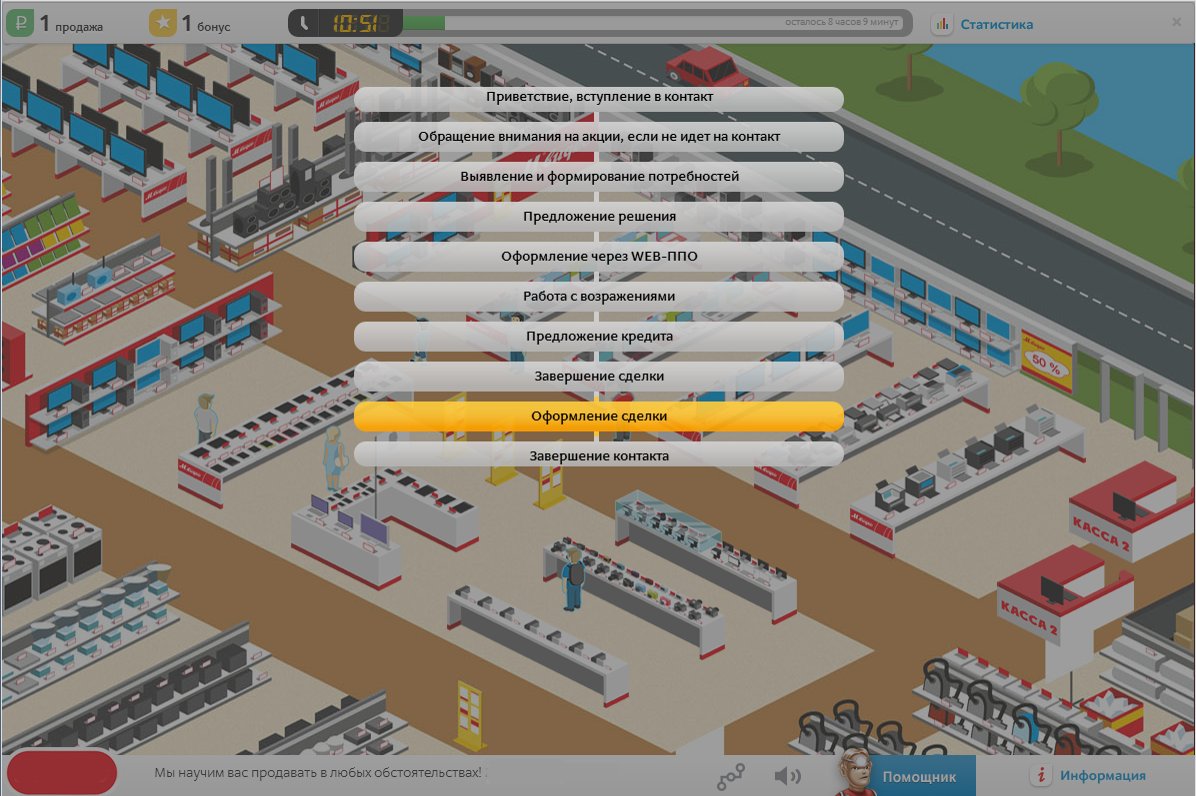 1 продажа
1 бонус
10:51
осталось 8 часов 9 минут
Статистика
Приветствие, вступление в контакт
Обращение внимания на акции, если не идет на контакт
Выявление и формирование потребностей
Предложение решения
Оформление через WEB-ППО
Работа с возражениями
Предложение кредита
Завершение сделки
Оформление сделки
Завершение контакта
50 %
КАССА 2
КАССА 2
Мы научим вас продавать в любых обстоятельствах!
Помощник
Информация